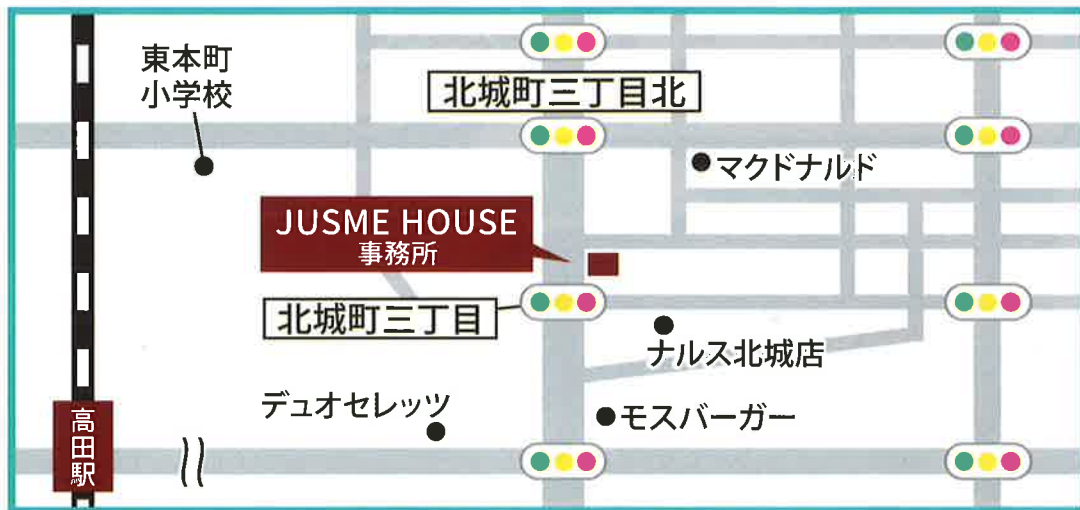 東本町
小学校
北城町三丁目北
マクドナルド
JUSME HOUSE
事務所
北城町三丁目
ナルス北城店
デュオセレッツ
モスバーガー
高田駅